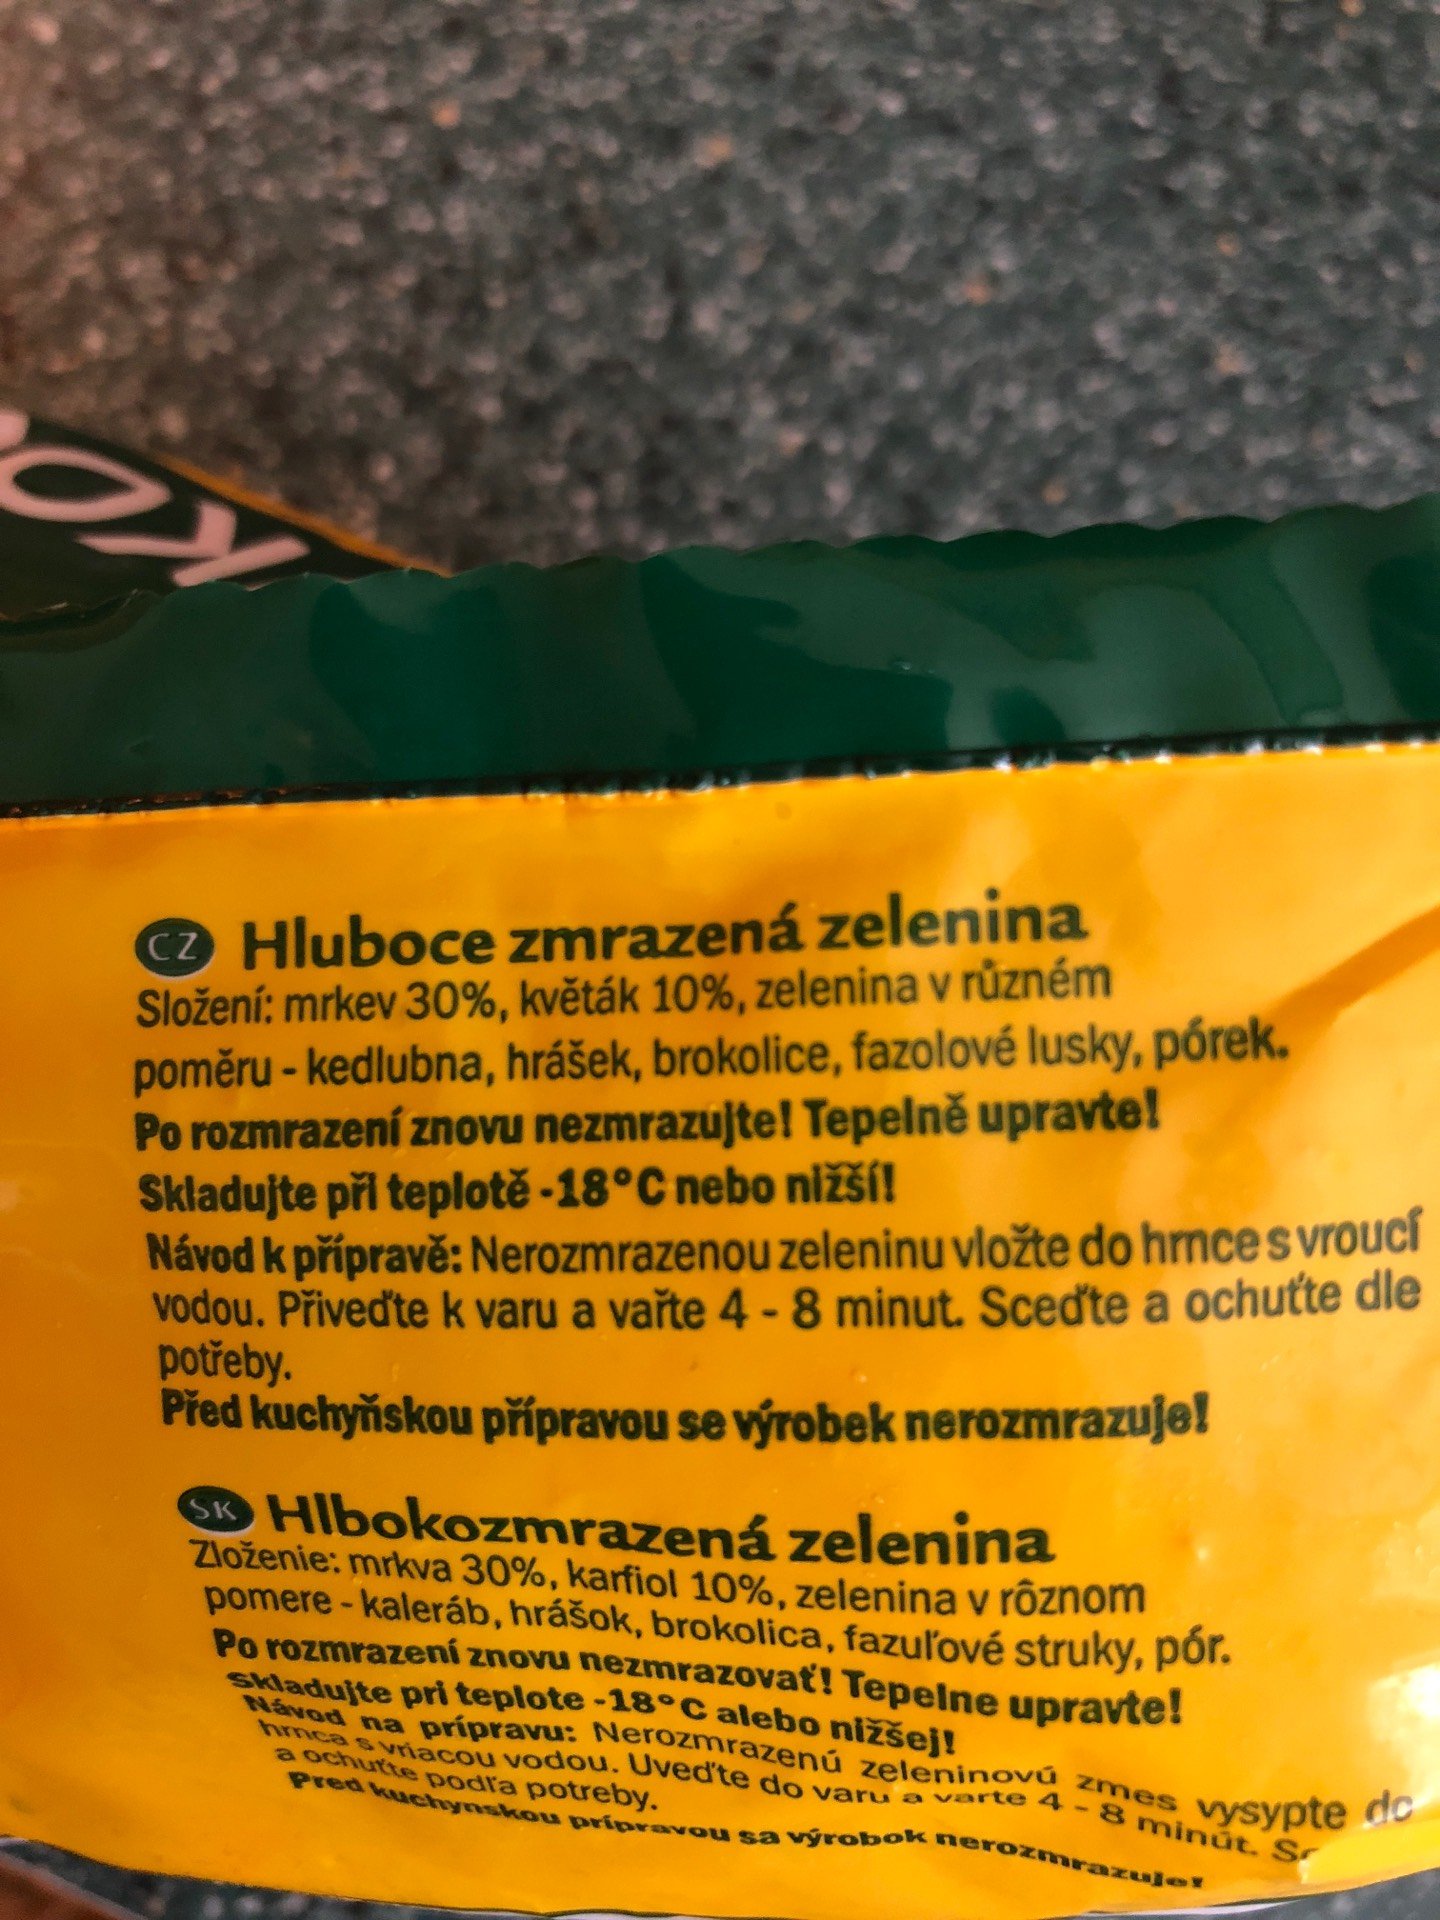 CZ Hluboce zmrazená zelenina
Složení: mrkev 30%, květák 10%, zelenina v různém
poměru - kedlubna, hrášek, brokolice, fazolové lusky, pórek.
Po rozmrazení znovu nezmrazujte! Tepelně upravte!
Skladujte při teplotě -18°C nebo nižší!
Návod k přípravě: Nerozmrazenou zeleninu vložte do hrnce s vroucí
vodou. Přiveďte k varu a vařte 4 - 8 minut. Sceďte a ochuťte dle
potřeby.
Před kuchyňskou přípravou se výrobek nerozmrazuje!
SK Hlbokozmrazená zelenina
Zloženie: mrkva 30%, karfiol 10%, zelenina v rôznom
pomere - kaleráb, hrášok, brokolica, fazuľové struky, pór.
Po rozmrazení znovu nezmrazovať! Tepelne upravte!
Skladujte pri teplote -18°C alebo nižšej!
Návod na prípravu: Nerozmrazenú zeleninovú zmes vysypte do
hrnca s vriacou vodou. Uveďte do varu a varte 4 - 8 minút.
a ochuťte podľa potreby.
Pred kuchynskou prípravou sa výrobok nerozmrazuje!